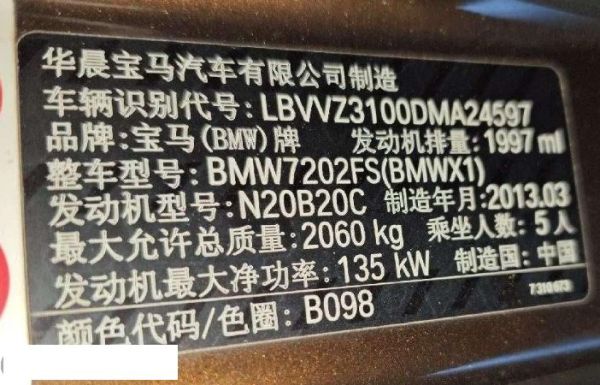 华晨宝马汽车有限公司制造
车辆识别代号:LBVVZ3100DMA24597
品牌:宝马(BMW)牌 发动机排量:1997 ml
整车型号:BMW7202FS(BMWX1)
发动机型号:N20B20C 制造年月:2013.03
最大允许总质量:2060 kg 乘坐人数:5人
发动机最大净功率:135 kW 制造国:中国
颜色代码/色圈:B098